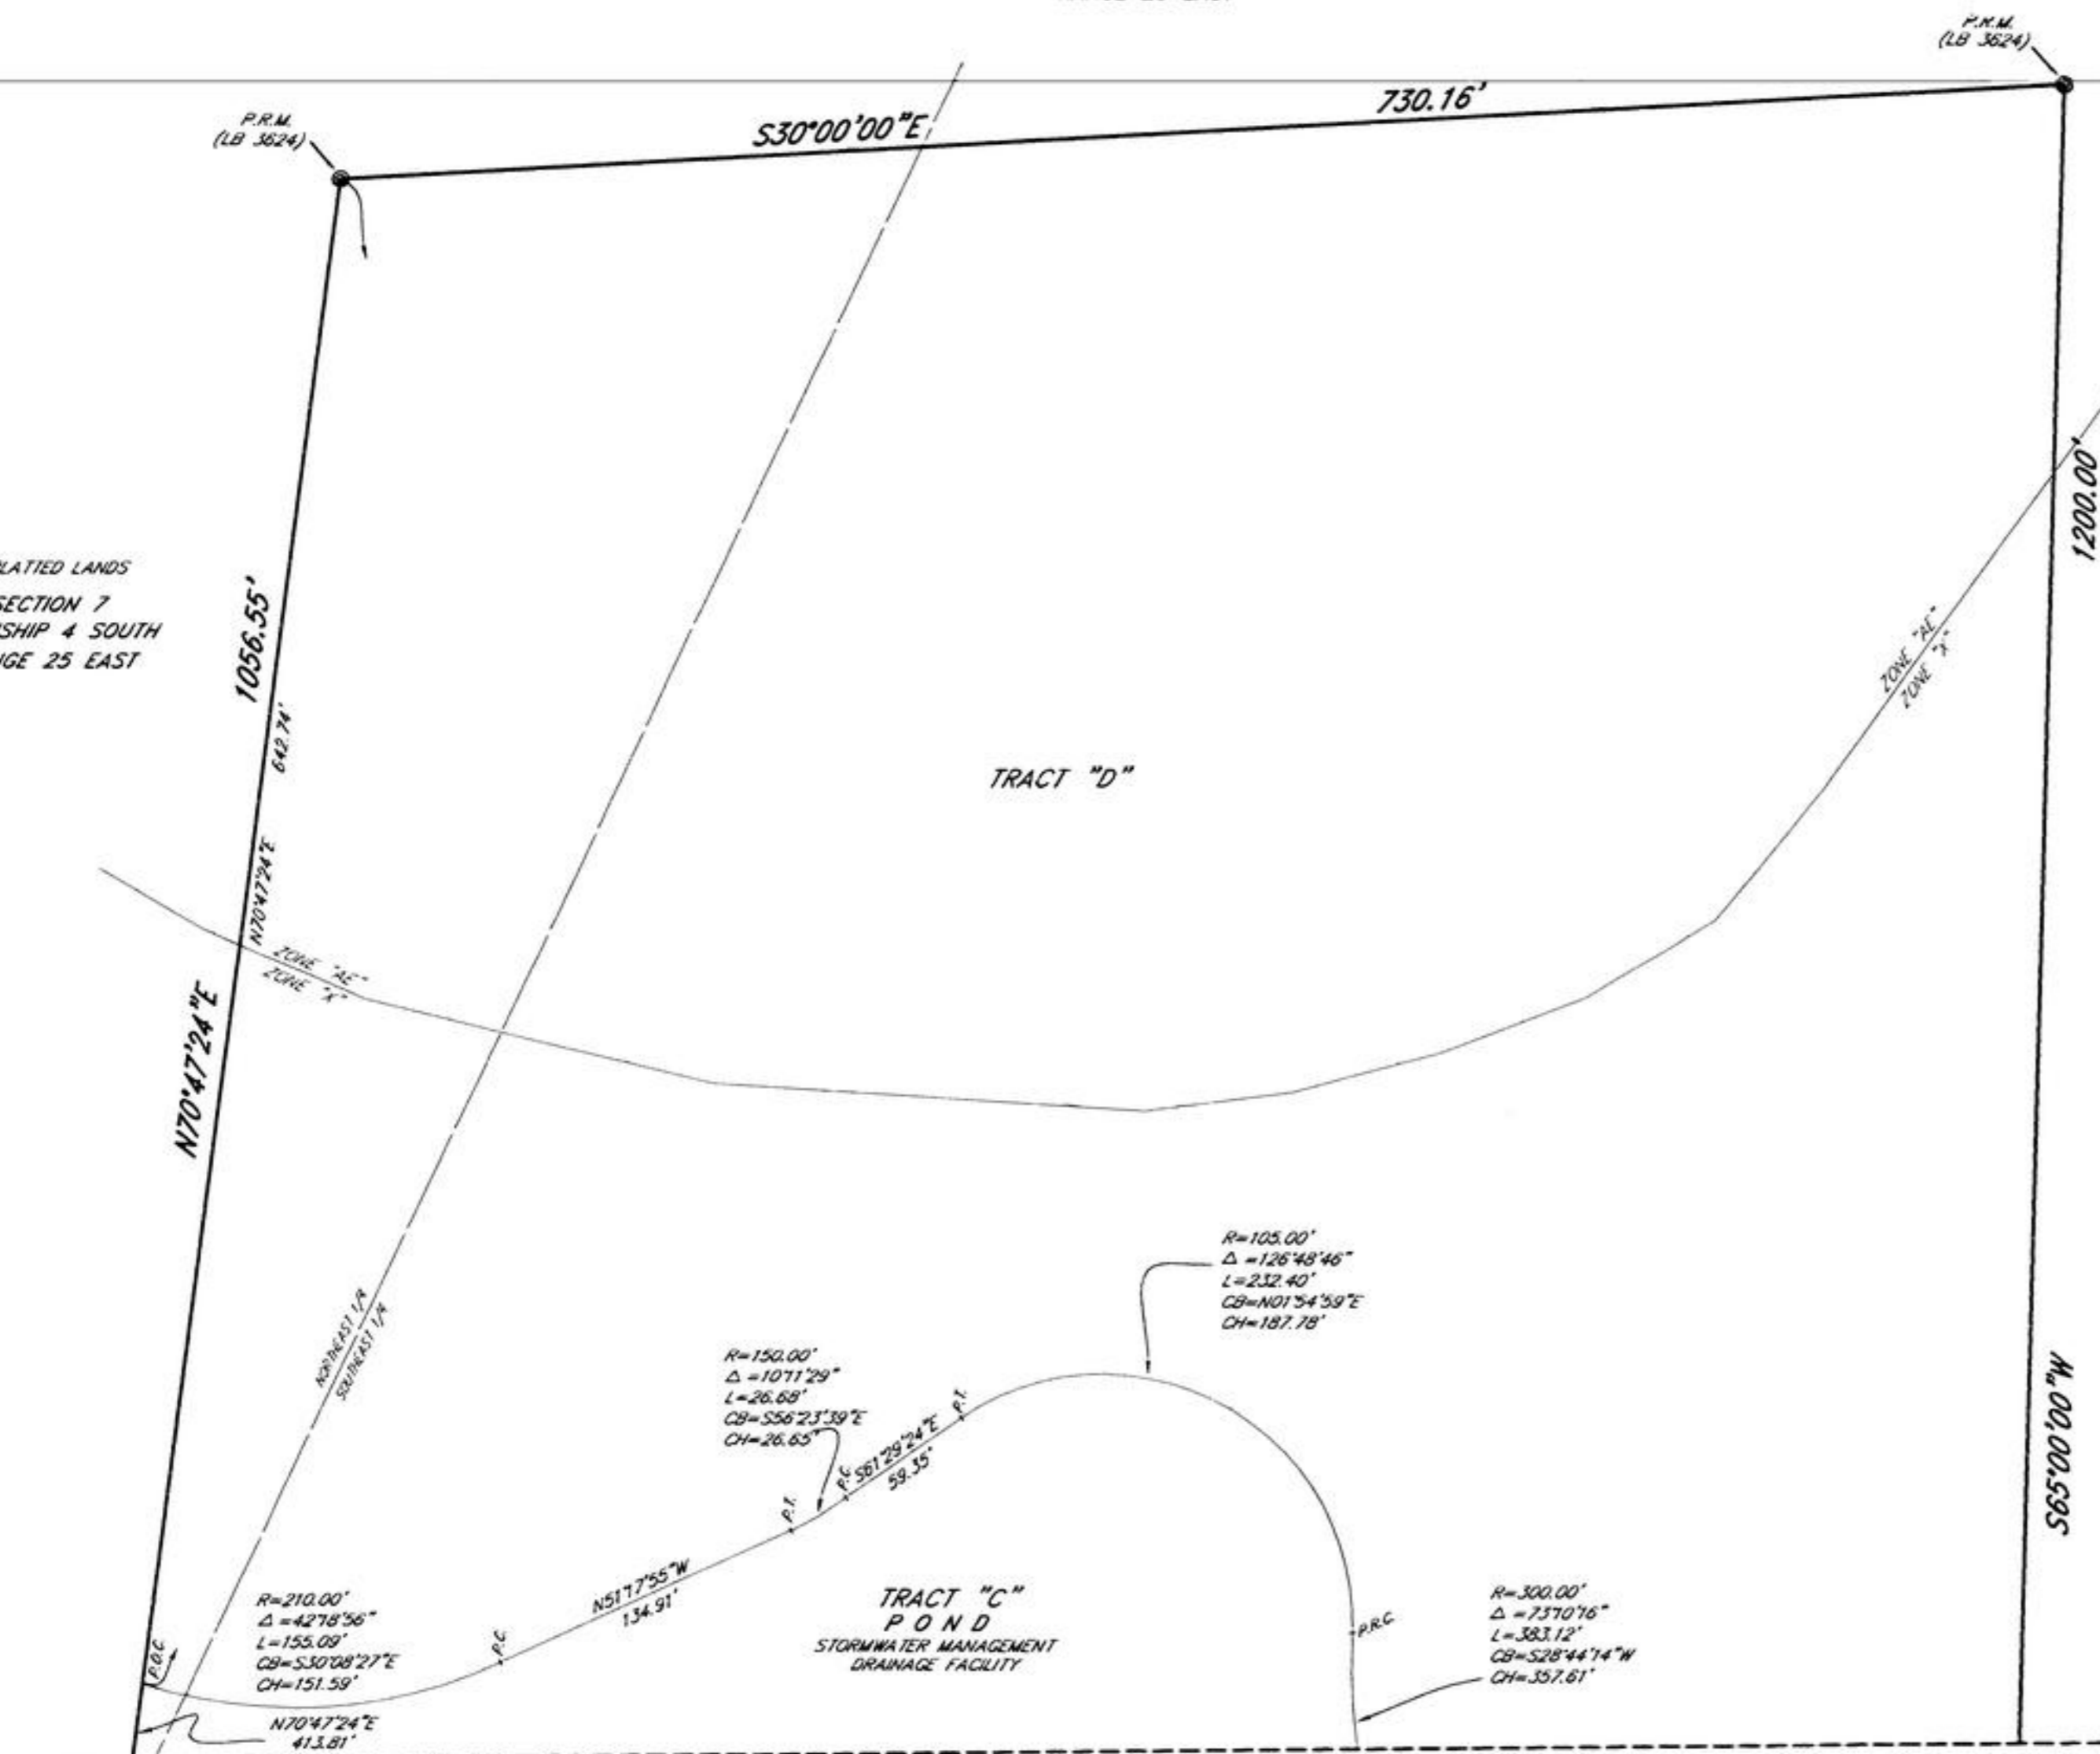 P.R.M.
(LB 3624)
P.R.M.
(LB 3624)
S30°00'00"E
730.16'
1200.00'
LATTED LANDS
SECTION 7
SHIP 4 SOUTH
GE 25 EAST
1056.55'
642.74'
N70°47'24"E
N70°47'24"E
ZONE "AE"
ZONE "X"
ZONE "AE"
ZONE "X"
TRACT "D"
R=105.00'
Δ=126°48'46"
L=232.40'
CB=N01°54'59"E
CH=187.78'
NORTHEAST 1/4
SOUTHEAST 1/4
R=150.00'
Δ=10°11'29"
L=26.68'
CB=S56°23'39"E
CH=26.65'
P.T.
P.C.
S61°29'24"E
59.35'
P.T.
S65°00'00"W
N51°17'55"W
134.91'
R=210.00'
Δ=42°18'56"
L=155.09'
CB=S30°08'27"E
CH=151.59'
P.O.C.
P.C.
TRACT "C"
POND
STORMWATER MANAGEMENT
DRAINAGE FACILITY
P.R.C.
R=300.00'
Δ=73°10'16"
L=383.12'
CB=S28°44'14"W
CH=357.61'
N70°47'24"E
413.81'